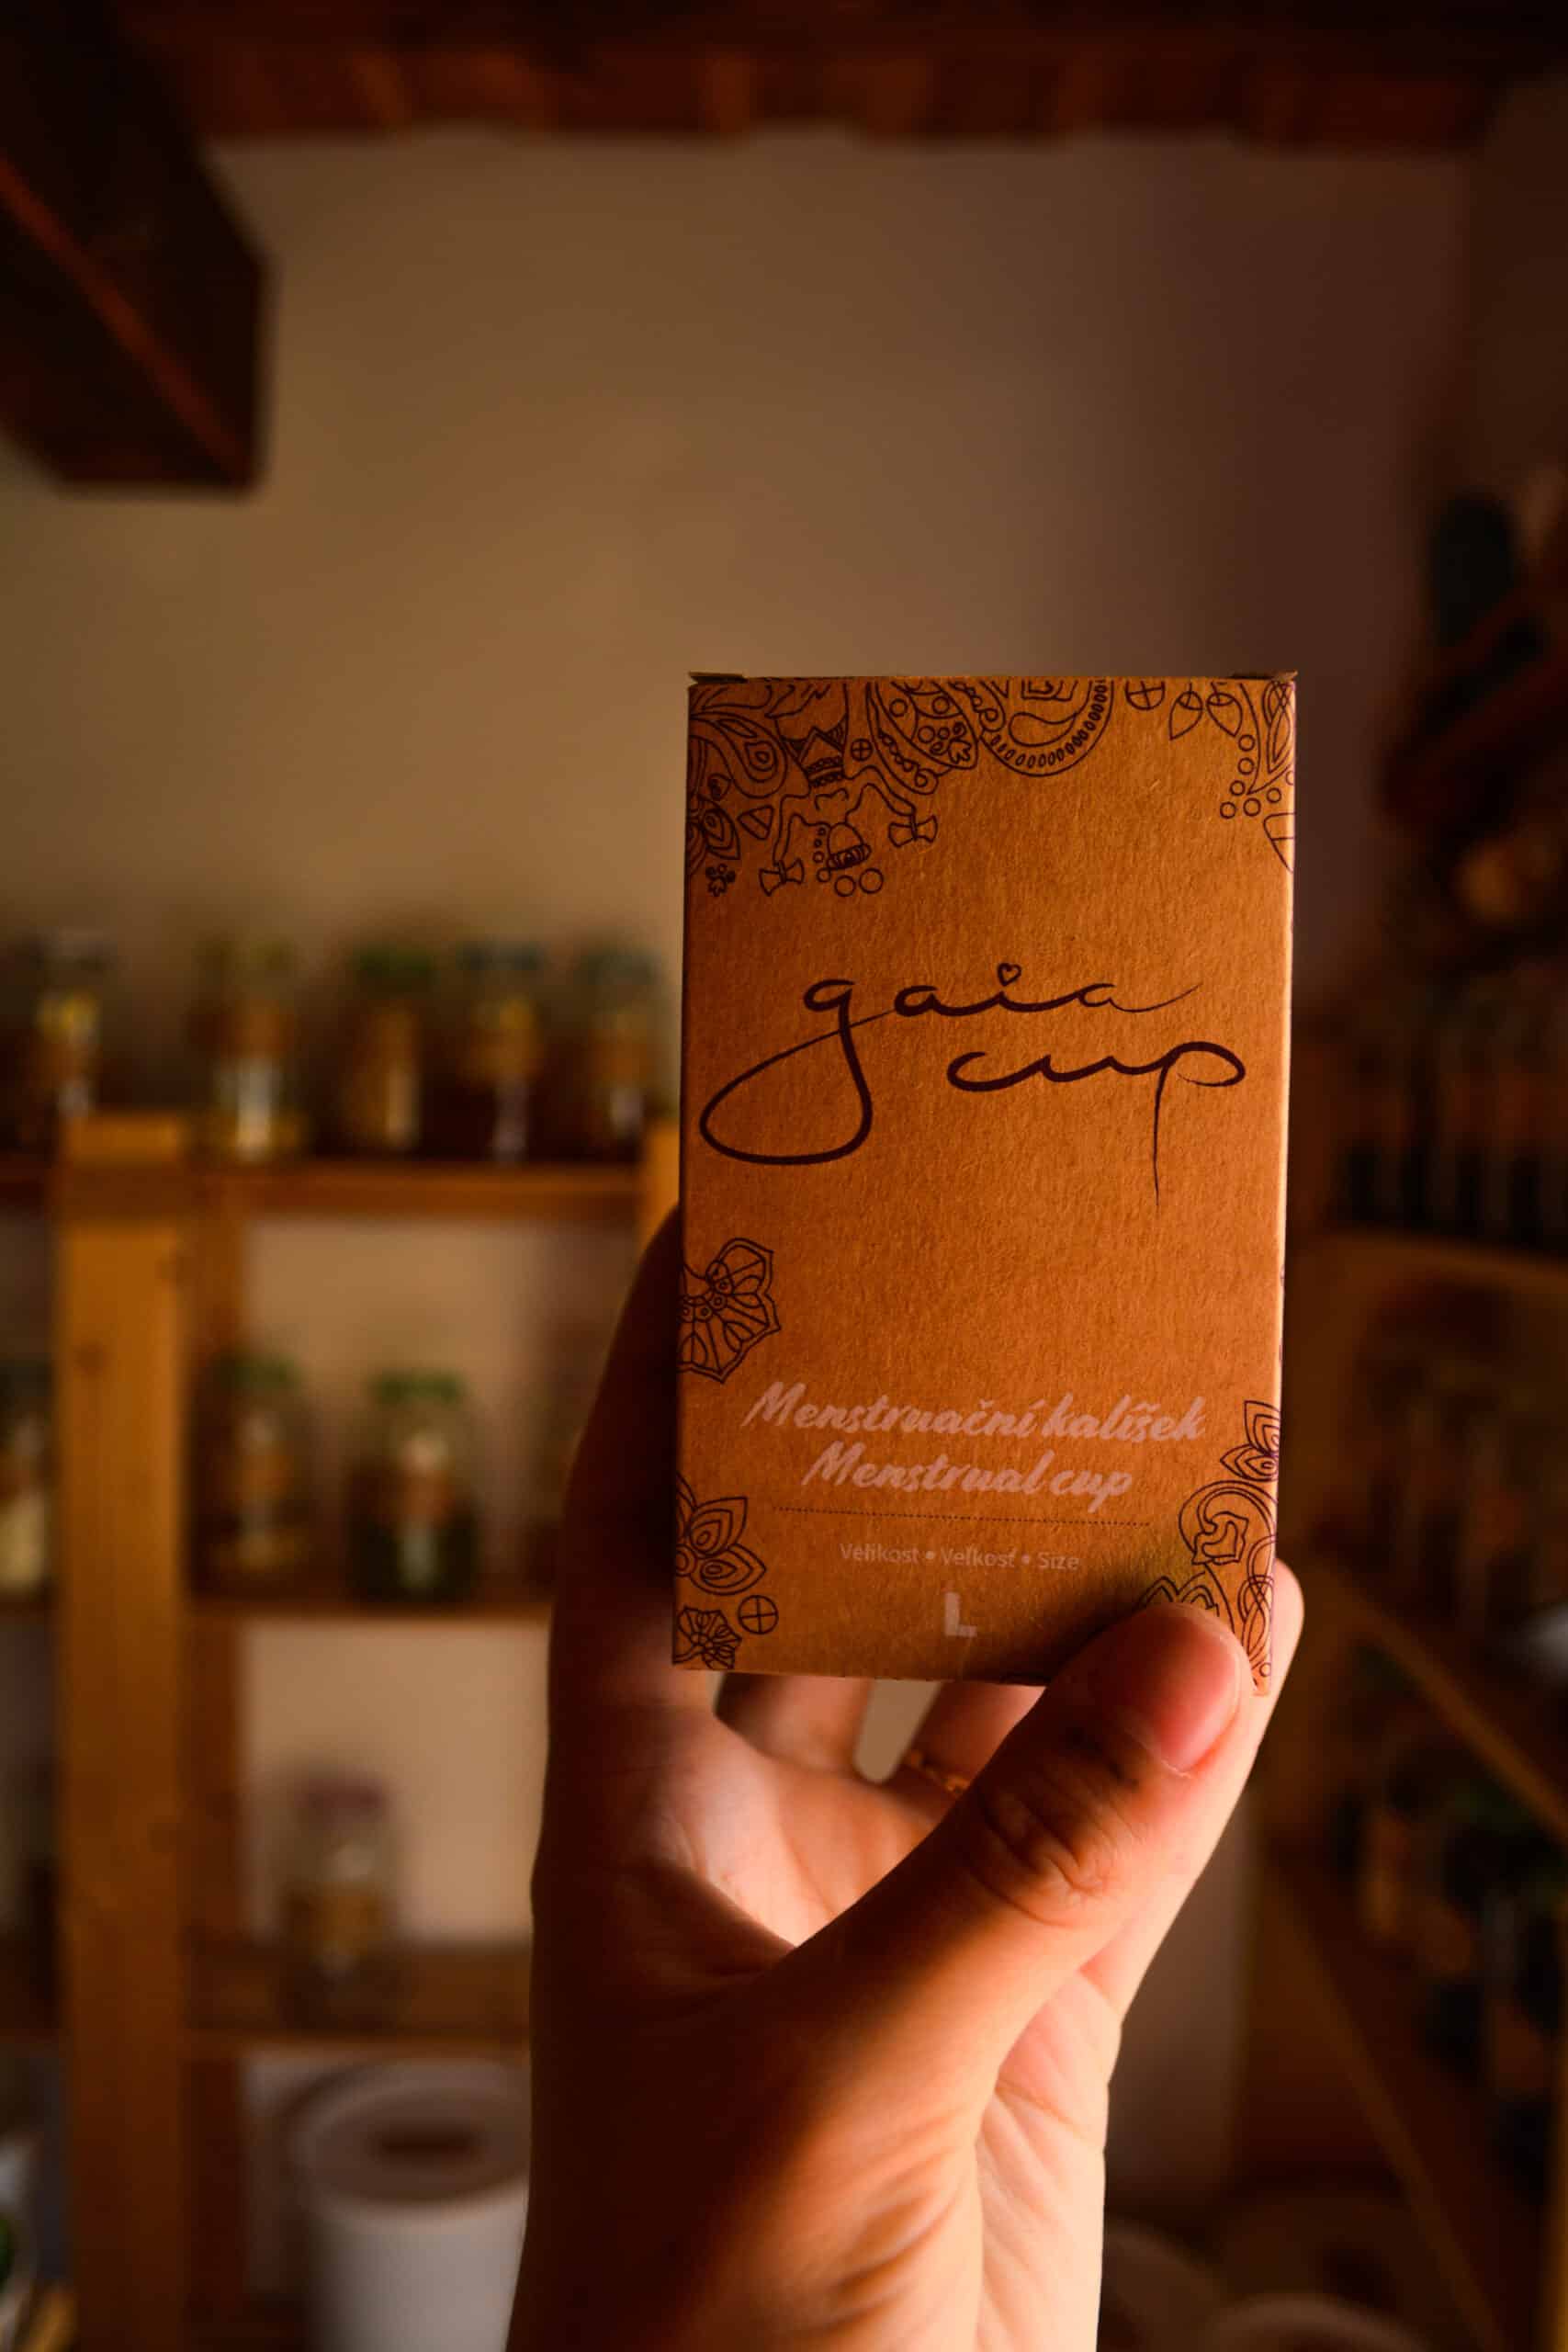 gaia
cup
Menstruační kalíšek
Menstrual cup
Velikost • Veľkosť • Size
L